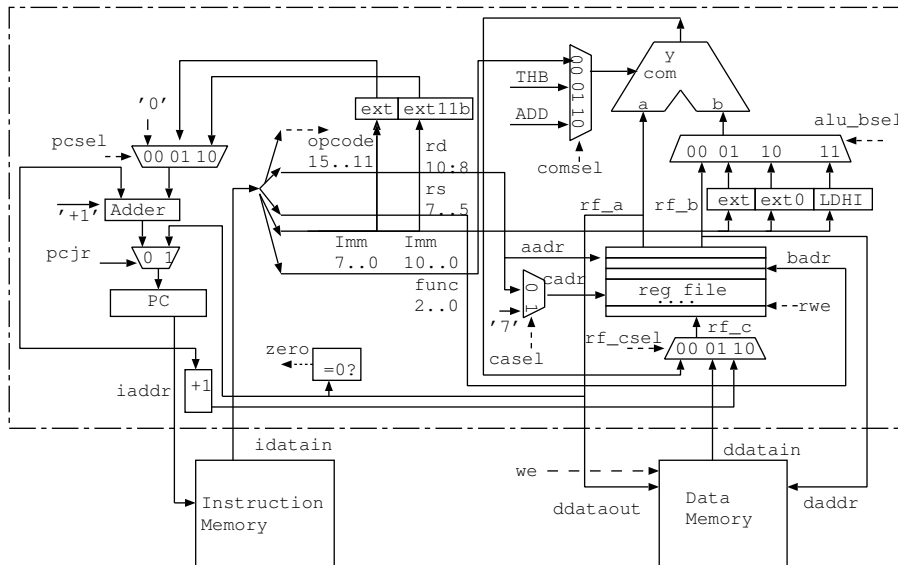 y
com
a b
'0'
THB
ADD
00 01 10
comsel
pcsel
00 01 10
ext ext11b
opcode
15..11
rd
10:8
rs
7..5
alu_bsel
00 01 10 11
ext ext0 LDHI
rf_a
rf_b
'+1'
Adder
pcjr
0 1
PC
Imm
7..0
Imm
10..0
func
2..0
aadr
cadr
0 1
'7'
casel
badr
reg file
....
rwe
rf_c
rf_csel
00 01 10
zero
=0?
+1
iaddr
idatain
ddatain
we
ddataout
daddr
Instruction
Memory
Data
Memory